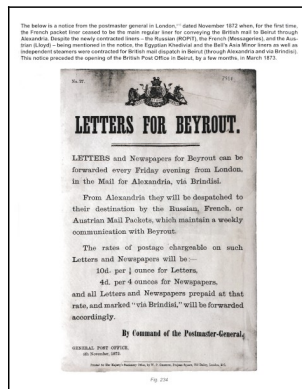 The below is a notice from the postmaster general in London, dated November 1872 when, for the first time,
the French packet liner ceased to be the main regular liner for conveying the British mail to Beirut through
Alexandria. Despite the newly contracted liners – the Russian (ROPiT), the French (Messageries), and the Aus-
trian (Lloyd) – being mentioned in the notice, the Egyptian Khedivial and the Bell's Asia Minor liners as well as
independent steamers were contracted for British mail dispatch in Beirut (through Alexandria and via Brindisi).
This notice preceded the opening of the British Post Office in Beirut, by a few months, in March 1873.
No. 27.
LETTERS FOR BEYROUT.
LETTERS and Newspapers for Beyrout can be
forwarded every Friday evening from London,
in the Mail for Alexandria, viâ Brindisi.
From Alexandria they will be despatched to
their destination by the Russian, French, or
Austrian Mail Packets, which maintain a weekly
communication with Beyrout.
The rates of postage chargeable on such
Letters and Newspapers will be:—
10d. per ½ ounce for Letters,
4d. per 4 ounce for Newspapers,
and all Letters and Newspapers prepaid at that
rate, and marked "viâ Brindisi," will be forwarded
accordingly.
By Command of the Postmaster-General.
GENERAL POST OFFICE,
November, 1872.
Fig. 234